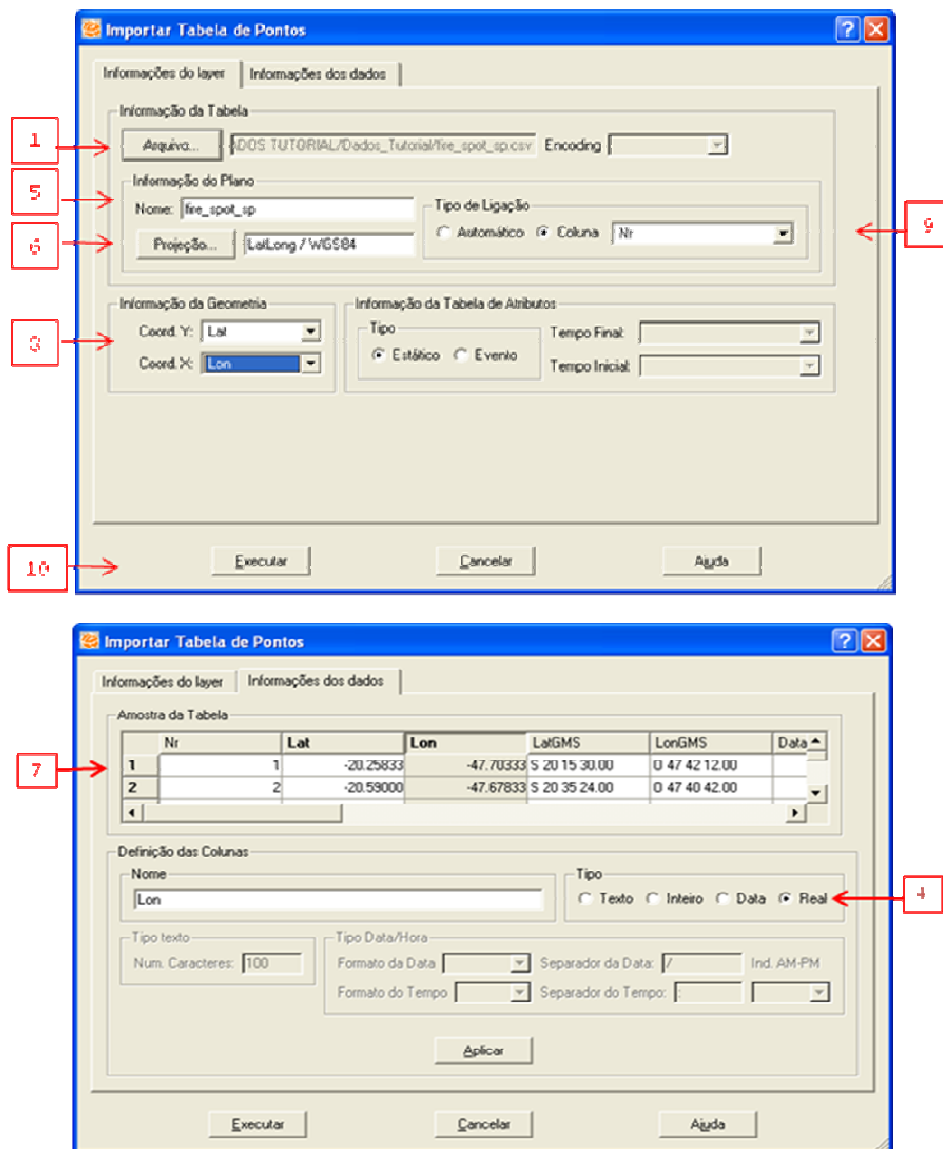 Importar Tabela de Pontos
Informações do layer
Informações dos dados
Informação da Tabela
1
Arquivo...
ADOS TUTORIAL/Dados_Tutorial/fire_spot_sp.csv
Encoding
5
Informação do Plano
Nome: fire_spot_sp
Tipo de Ligação
Automático
Coluna
Nr
9
6
Projeção...
LatLong / WGS84
Informação da Geometria
Coord. Y: Lat
Coord. X: Lon
Informação da Tabela de Atributos
Tipo
Estático
Evento
Tempo Final:
Tempo Inicial:
10
Executar
Cancelar
Ajuda
Importar Tabela de Pontos
Informações do layer
Informações dos dados
Amostra da Tabela
7
Nr Lat Lon LatGMS LonGMS Data
1 1 -20.25833 -47.70333 S 20 15 30.00 O 47 42 12.00
2 2 -20.59000 -47.67833 S 20 35 24.00 O 47 40 42.00
Definição das Colunas
Nome
Lon
Tipo
Texto
Inteiro
Data
Real
4
Tipo texto
Num. Caracteres: 100
Tipo Data/Hora
Formato da Data
Separador da Data: /
Ind. AM-PM
Formato do Tempo
Separador do Tempo: :
Aplicar
Executar
Cancelar
Ajuda